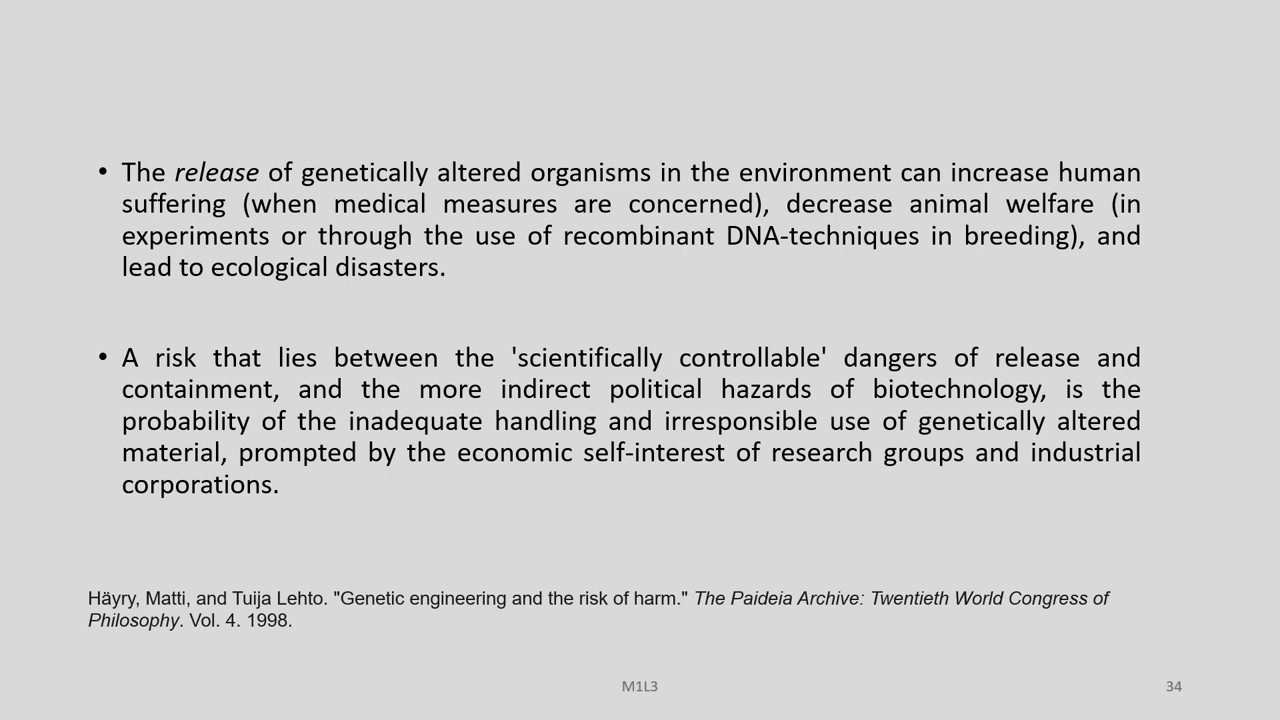 • The release of genetically altered organisms in the environment can increase human
suffering (when medical measures are concerned), decrease animal welfare (in
experiments or through the use of recombinant DNA-techniques in breeding), and
lead to ecological disasters.
• A risk that lies between the 'scientifically controllable' dangers of release and
containment, and the more indirect political hazards of biotechnology, is the
probability of the inadequate handling and irresponsible use of genetically altered
material, prompted by the economic self-interest of research groups and industrial
corporations.
Häyry, Matti, and Tuija Lehto. "Genetic engineering and the risk of harm." The Paideia Archive: Twentieth World Congress of
Philosophy. Vol. 4. 1998.
M1L3
34